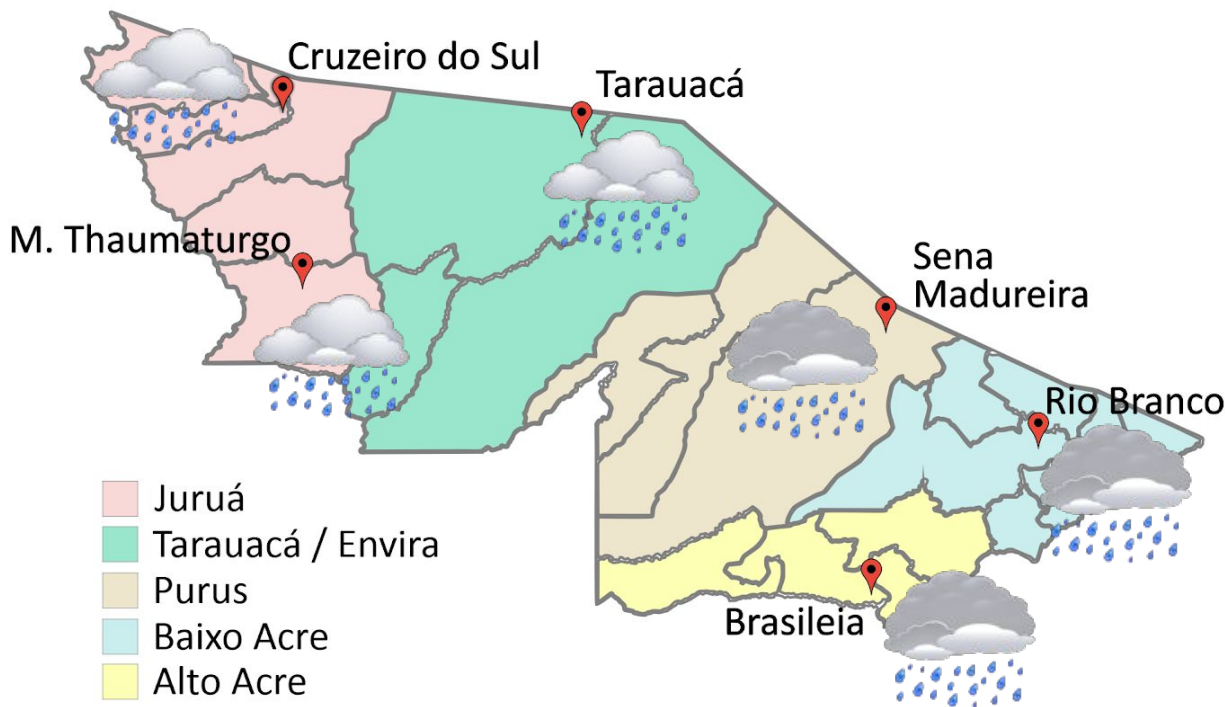 Cruzeiro do Sul
Tarauacá
M. Thaumaturgo
Sena
Madureira
Rio Branco
Brasileia
Juruá
Tarauacá / Envira
Purus
Baixo Acre
Alto Acre